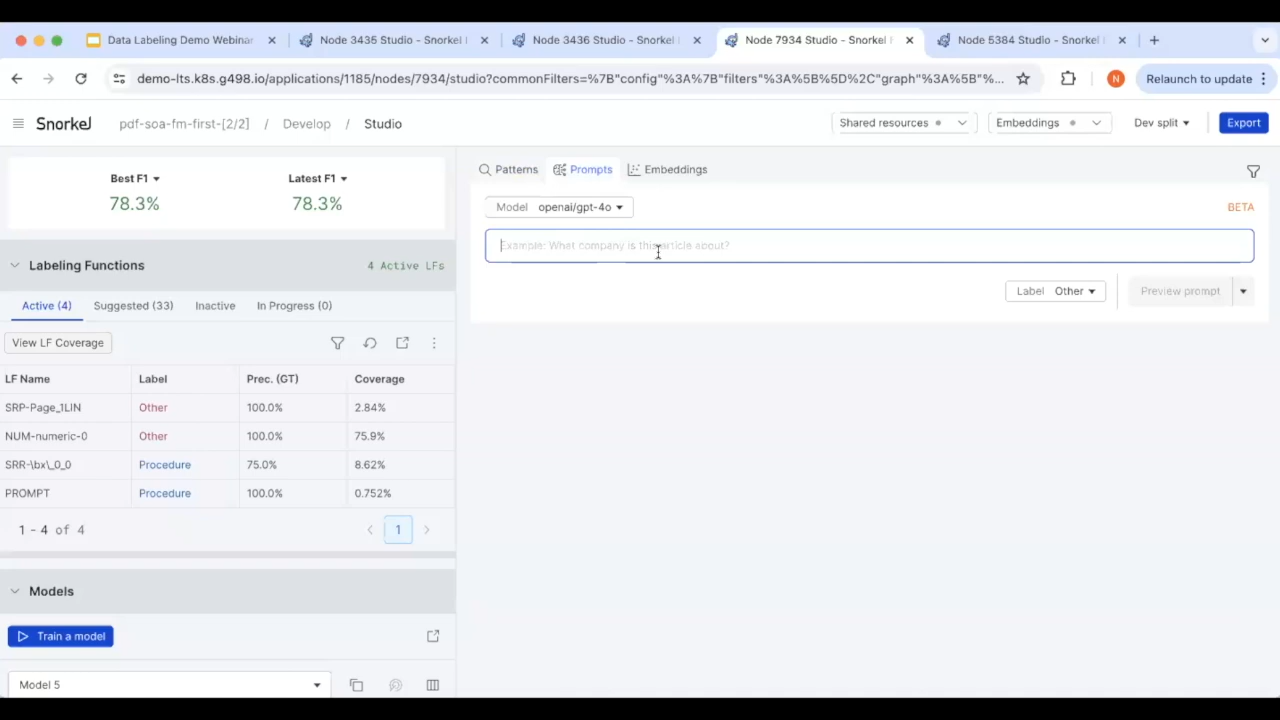 Data Labeling Demo Webinar
Node 3435 Studio - Snorkel
Node 3436 Studio - Snorkel
Node 7934 Studio - Snorkel
Node 5384 Studio - Snorkel
demo-lts.k8s.g498.io/applications/1185/nodes/7934/studio?commonFilters=%7B"config"%3A%7B"filters"%3A%5B%5D%2C"graph"%3A%5B"%...
N
Relaunch to update
Snorkel
pdf-soa-fm-first-[2/2] / Develop / Studio
Shared resources
Embeddings
Dev split
Export
Best F1
78.3%
Latest F1
78.3%
Labeling Functions
4 Active LFs
Active (4)
Suggested (33)
Inactive
In Progress (0)
View LF Coverage
LF Name Label Prec. (GT) Coverage
SRP-Page_1LIN Other 100.0% 2.84%
NUM-numeric-0 Other 100.0% 75.9%
SRR-\bx\_0_0 Procedure 75.0% 8.62%
PROMPT Procedure 100.0% 0.752%
1 - 4 of 4
1
Models
Train a model
Model 5
Patterns
Prompts
Embeddings
Model openai/gpt-4o
BETA
Example: What company is this article about?
Label Other
Preview prompt